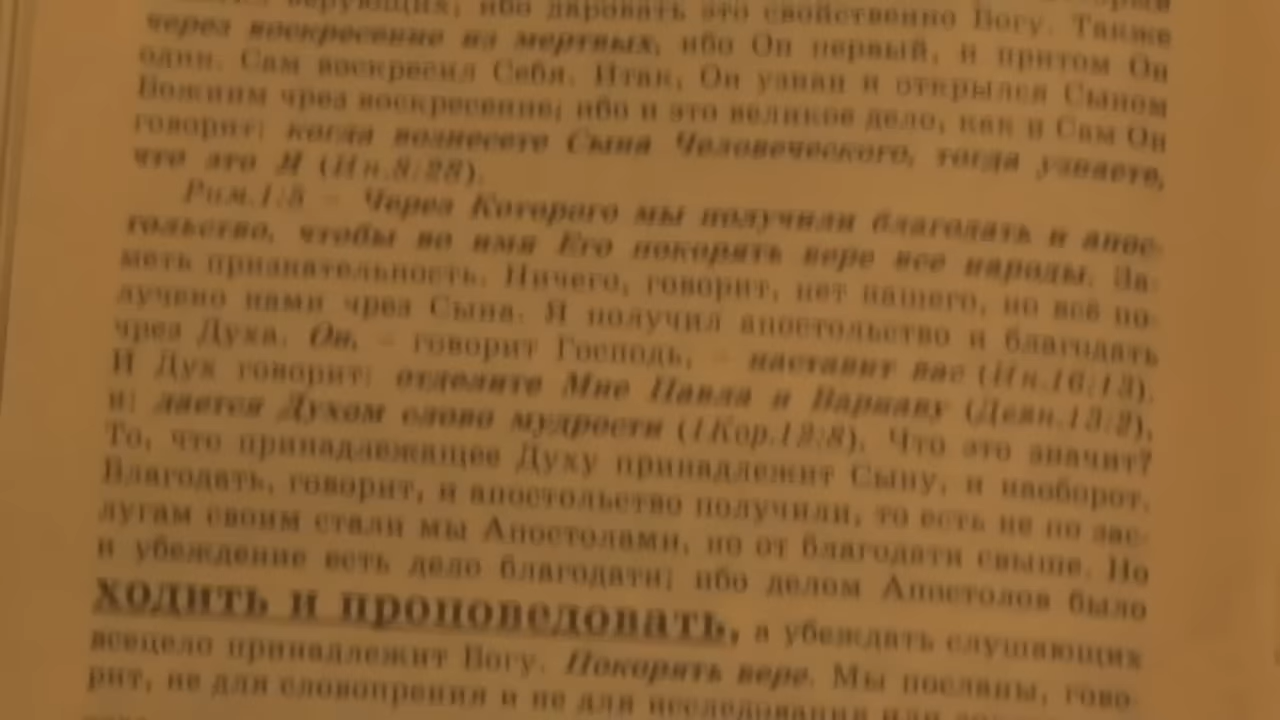 верующих, ибо даровать это свойственно Богу. Также
через воскресение из мертвых, ибо Он первый, и притом Он
один, Сам воскресил Себя. Итак, Он узнан и открылся Сыном
Божиим чрез воскресение; ибо и это великое дело, как и Сам Он
говорит: когда вознесете Сына Человеческого, тогда узнаете,
что это Я (Ин.8:28).
Рим.1:5 – Через Которого мы получили благодать и апос-
тольство, чтобы во имя Его покорять вере все народы. За-
меть признательность. Ничего, говорит, нет нашего, но всё по-
лучено нами чрез Сына. Я получил апостольство и благодать
чрез Духа. Он, – говорит Господь, – наставит вас (Ин.16:13).
И Дух говорит: отделите Мне Павла и Варнаву (Деян.13:2),
и: дается Духом слово мудрости (1Кор.12:8). Что это значит?
То, что принадлежащее Духу принадлежит Сыну, и наоборот.
Благодать, говорит, и апостольство получили, то есть не по зас-
лугам своим стали мы Апостолами, но от благодати свыше. Но
и убеждение есть дело благодати; ибо делом Апостолов было
ходить и проповедовать, а убеждать слушающих
всецело принадлежит Богу. Покорять вере. Мы посланы, гово-
рит, не для словопрения и не для исследования или